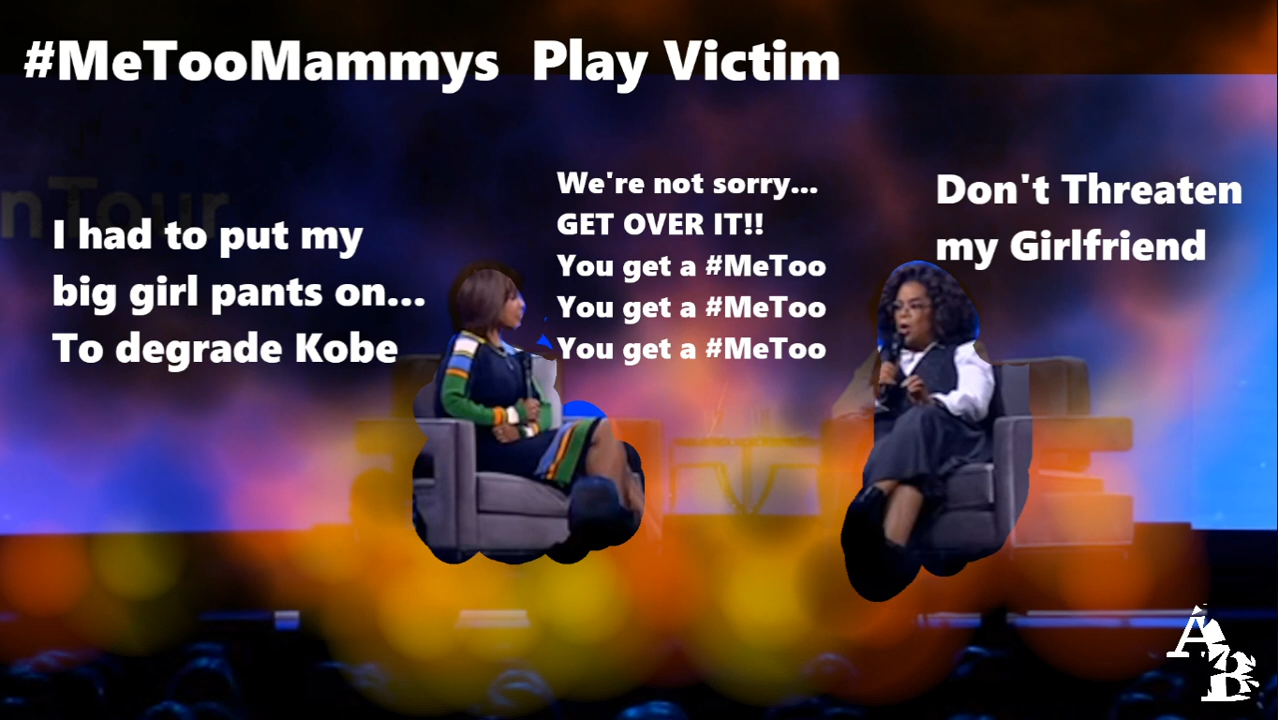 #MeTooMammys Play Victim
nTour
I had to put my
big girl pants on...
To degrade Kobe
We're not sorry...
GET OVER IT!!
You get a #MeToo
You get a #MeToo
You get a #MeToo
Don't Threaten
my Girlfriend
AB